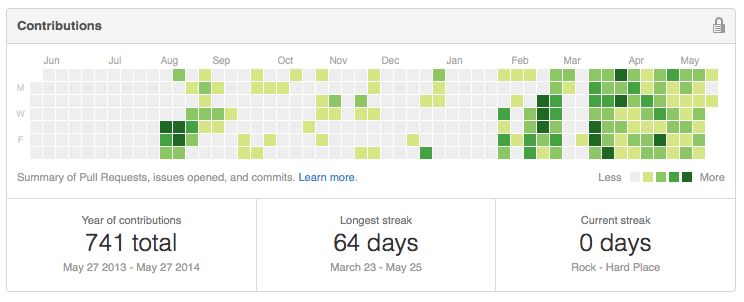 Contributions
Jun Jul Aug Sep Oct Nov Dec Jan Feb Mar Apr May
M
W
F
Summary of Pull Requests, issues opened, and commits. Learn more. Less More
Year of contributions
741 total
May 27 2013 - May 27 2014
Longest streak
64 days
March 23 - May 25
Current streak
0 days
Rock - Hard Place